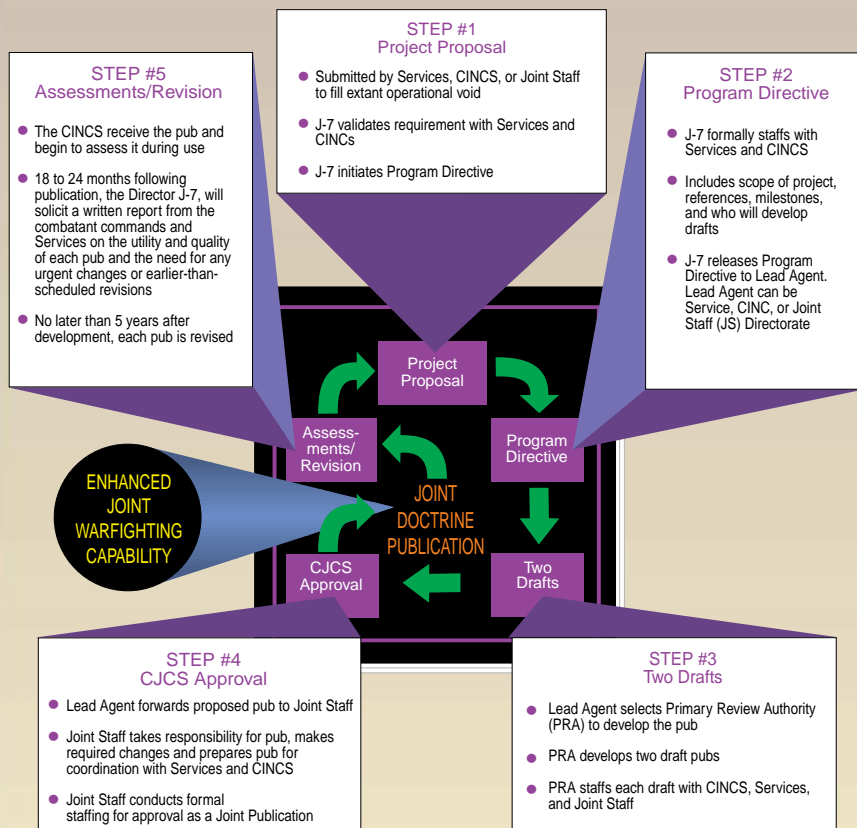 STEP #1
Project Proposal
● Submitted by Services, CINCS, or Joint Staff
to fill extant operational void
● J-7 validates requirement with Services and
CINCs
● J-7 initiates Program Directive
STEP #2
Program Directive
● J-7 formally staffs with
Services and CINCS
● Includes scope of project,
references, milestones,
and who will develop
drafts
● J-7 releases Program
Directive to Lead Agent.
Lead Agent can be
Service, CINC, or Joint
Staff (JS) Directorate
STEP #3
Two Drafts
● Lead Agent selects Primary Review Authority
(PRA) to develop the pub
● PRA develops two draft pubs
● PRA staffs each draft with CINCS, Services,
and Joint Staff
STEP #4
CJCS Approval
● Lead Agent forwards proposed pub to Joint Staff
● Joint Staff takes responsibility for pub, makes
required changes and prepares pub for
coordination with Services and CINCS
● Joint Staff conducts formal
staffing for approval as a Joint Publication
STEP #5
Assessments/Revision
● The CINCS receive the pub and
begin to assess it during use
● 18 to 24 months following
publication, the Director J-7, will
solicit a written report from the
combatant commands and
Services on the utility and quality
of each pub and the need for any
urgent changes or earlier-than-
scheduled revisions
● No later than 5 years after
development, each pub is revised
Project
Proposal
Program
Directive
Two
Drafts
CJCS
Approval
Assess-
ments/
Revision
JOINT
DOCTRINE
PUBLICATION
ENHANCED
JOINT
WARFIGHTING
CAPABILITY